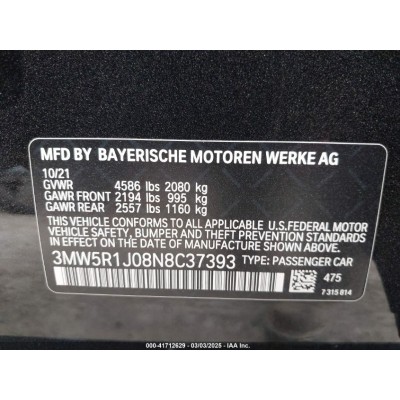 MFD BY BAYERISCHE MOTOREN WERKE AG
10/21
GVWR 4586 lbs 2080 kg
GAWR FRONT 2194 lbs 995 kg
GAWR REAR 2557 lbs 1160 kg
THIS VEHICLE CONFORMS TO ALL APPLICABLE U.S.FEDERAL MOTOR
VEHICLE SAFETY, BUMPER, AND THEFT PREVENTION STANDARDS
IN EFFECT ON THE DATE OF MANUFACTURE SHOWN ABOVE.
3MW5R1J08N8C37393 TYPE: PASSENGER CAR
475
7 315 814
000-41712629 - 03/03/2025 - IAA Inc.